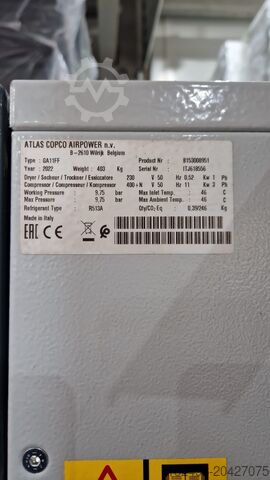 ATLAS COPCO AIRPOWER n.v.
B-2610 Wilrijk Belgium
Type : GA11FF Product Nr : 8153000951
Year : 2022 Weight : 403 Kg Serial Nr : ITJ618556
Dryer / Secheur / Trockner / Essiccatore 230 V 50 Hz 0,52 Kw 1 Ph
Compressor / Compresseur / Kompressor 400+N V 50 Hz 11 Kw 3 Ph
Working Pressure : 9,75 bar Max Inlet Temp : 46 C
Max Pressure : 9,75 bar Max Ambient Temp : 46 C
Refrigerant Type : R513A Qty/CO2 Eq : 0,39/246 Kg
Made in Italy
EAC CE
20427075